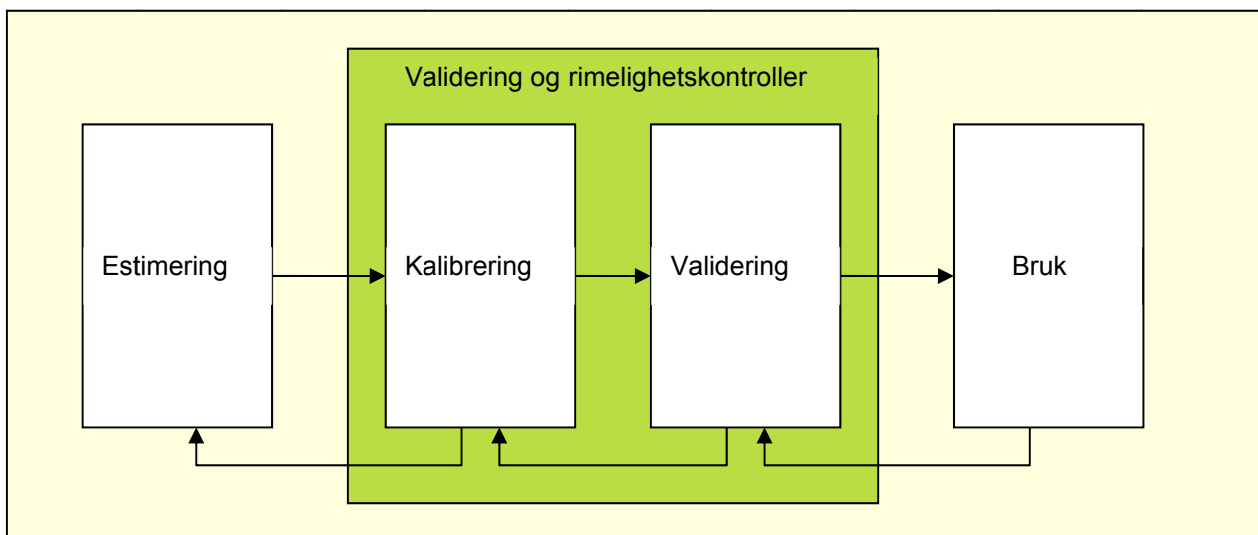 Validering og rimelighetskontroller
Estimering
Kalibrering
Validering
Bruk